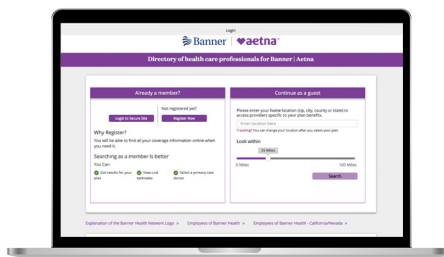 Login
Banner | aetna
Directory of health care professionals for Banner | Aetna
Already a member?
Not registered yet?
Login to Secure Site
Register Now
Why Register?
You will be able to find all your coverage information online when
you need it.
Searching as a member is better
You Can:
Get results for your plan
View cost estimates
Select a primary care doctor
Continue as a guest
Please enter your home location (zip, city, county or state) to
access providers specific to your plan benefits.
Enter location here
Traveling? You can change your location after you select your plan
Look within
25 Miles
0 Miles
100 Miles
Search
Explanation of the Banner Health Network Logo »
Employees of Banner Health »
Employees of Banner Health - California/Nevada »